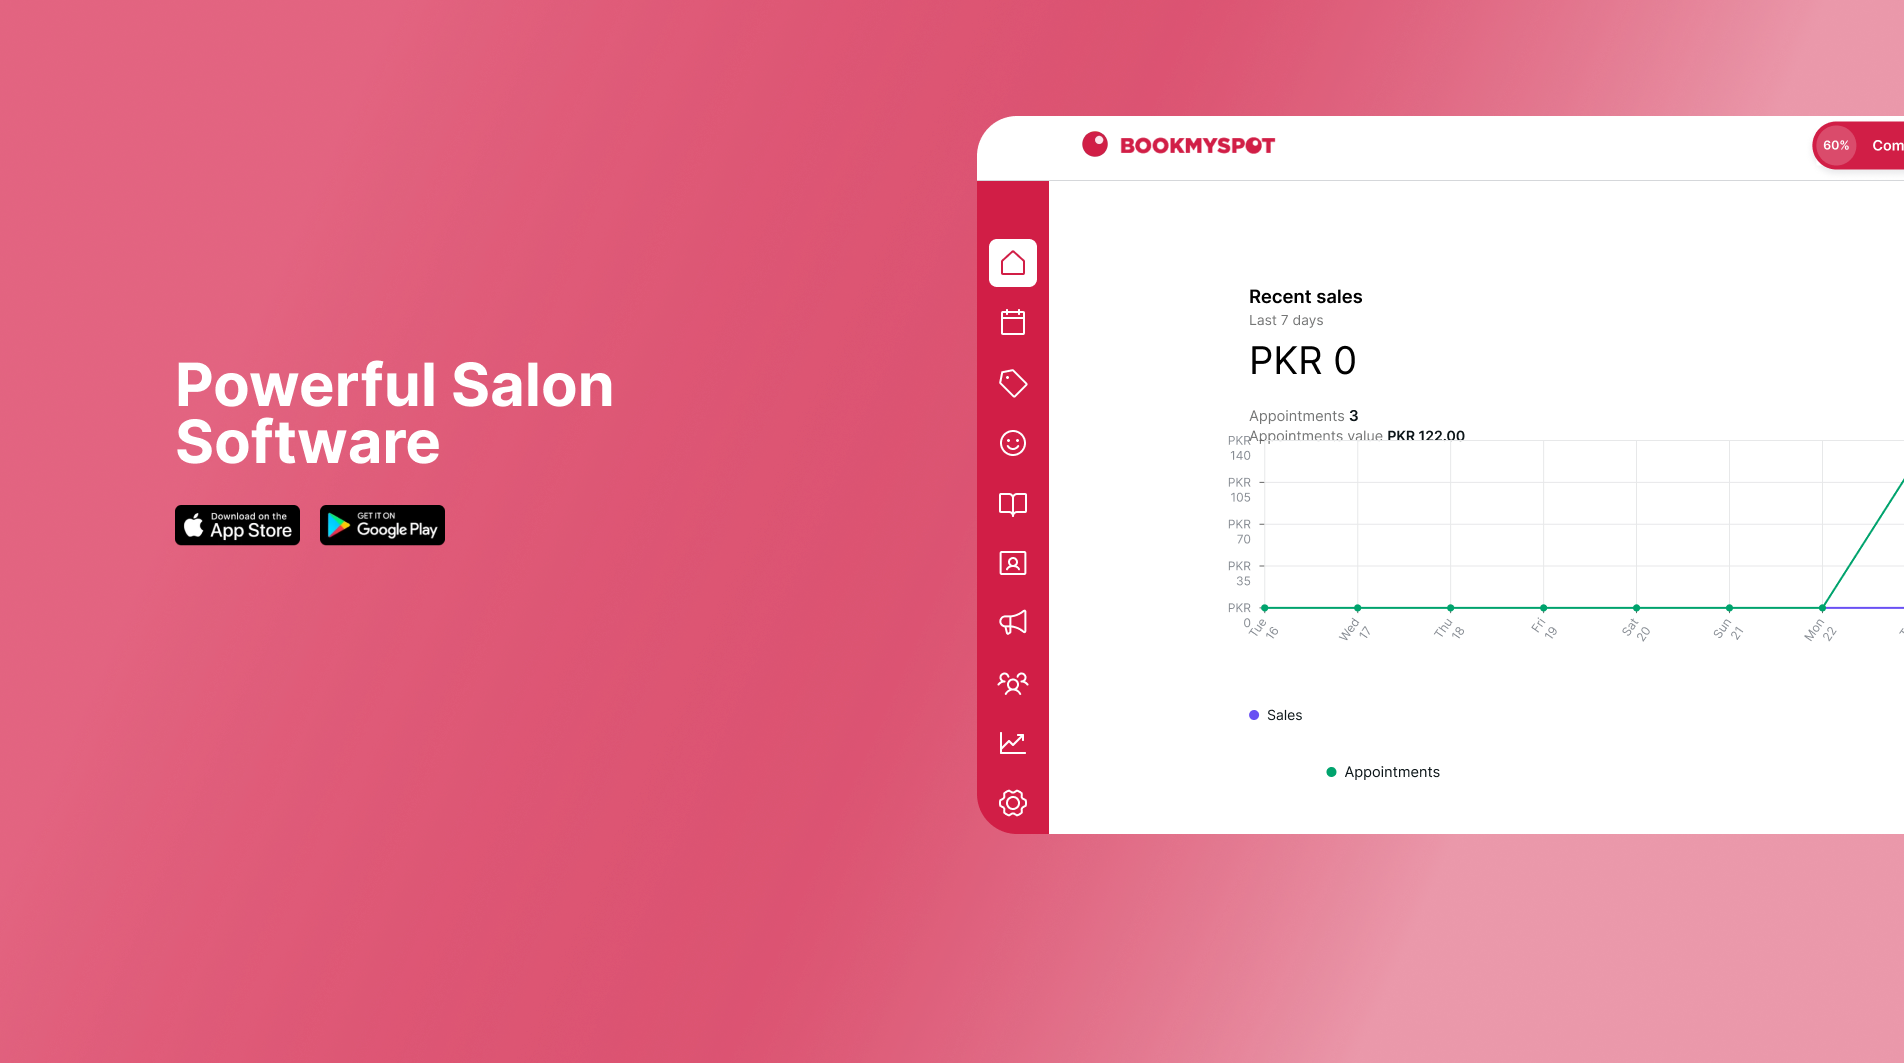 Powerful Salon
Software
Download on the
App Store
GET IT ON
Google Play
BOOKMYSPOT
60%
Com
Recent sales
Last 7 days
PKR 0
Appointments 3
Appointments value PKR 122.00
PKR
140
PKR
105
PKR
70
PKR
35
PKR
0
Tue
16
Wed
17
Thu
18
Fri
19
Sat
20
Sun
21
Mon
22
Sales
Appointments